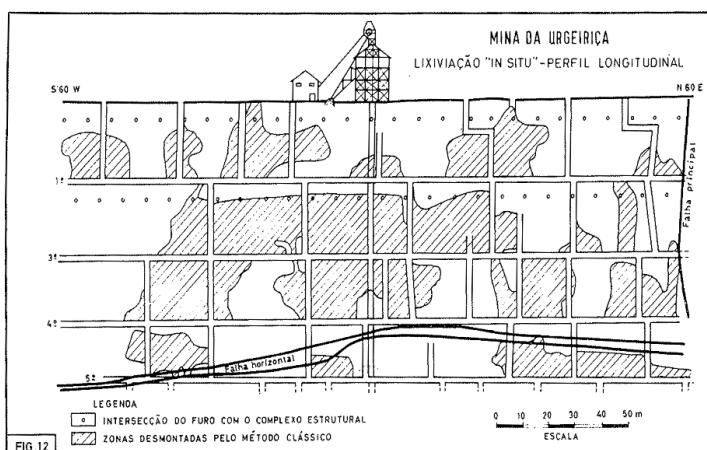 MINA DA URGEIRIÇA
LIXIVIAÇÃO "IN SITU"-PERFIL LONGITUDINAL
S'60 W
N 60 E
1º
Falha principal
3º
4º
Falha horizontal
5º
LEGENDA
INTERSECÇÃO DO FURO COM O COMPLEXO ESTRUTURAL
ZONAS DESMONTADAS PELO MÉTODO CLÁSSICO
0 10 20 30 40 50 m
ESCALA
FIG.12